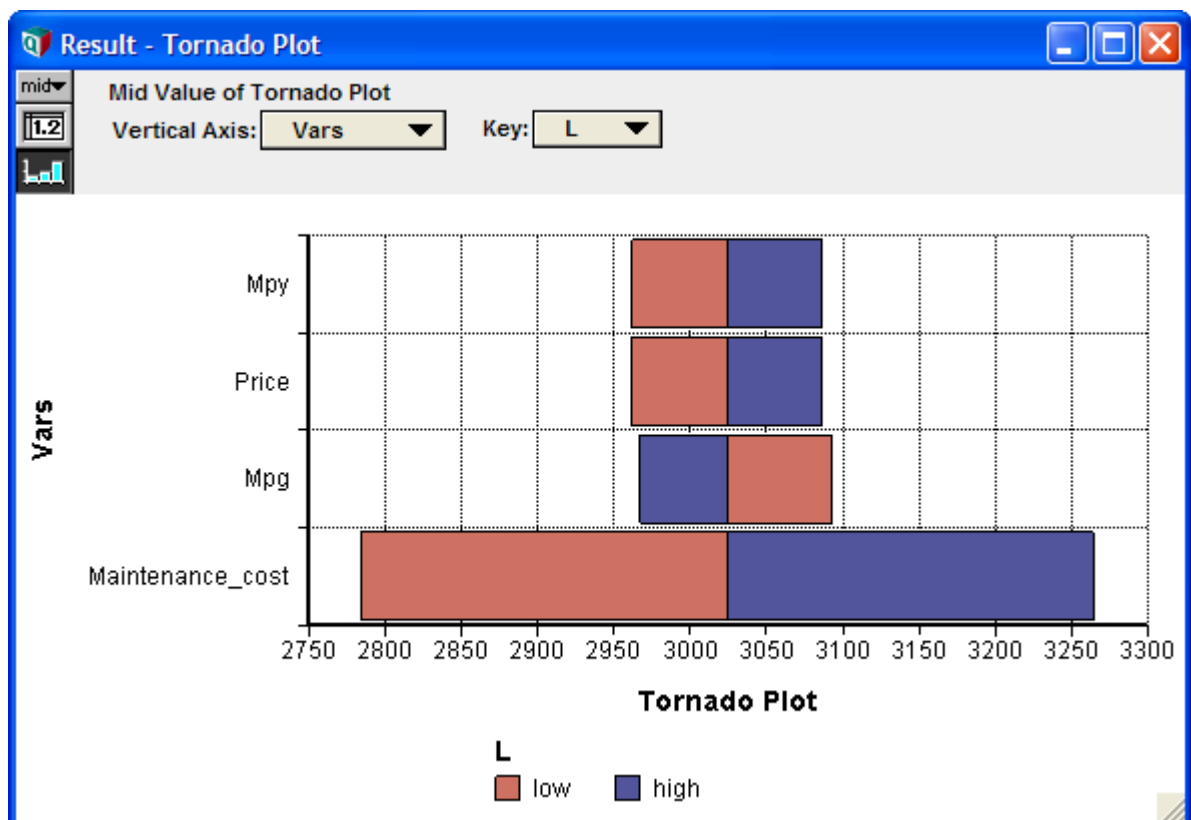 Result - Tornado Plot
mid
Mid Value of Tornado Plot
1.2
Vertical Axis: Vars Key: L
Vars
Mpy
Price
Mpg
Maintenance_cost
2750 2800 2850 2900 2950 3000 3050 3100 3150 3200 3250 3300
Tornado Plot
L
low high